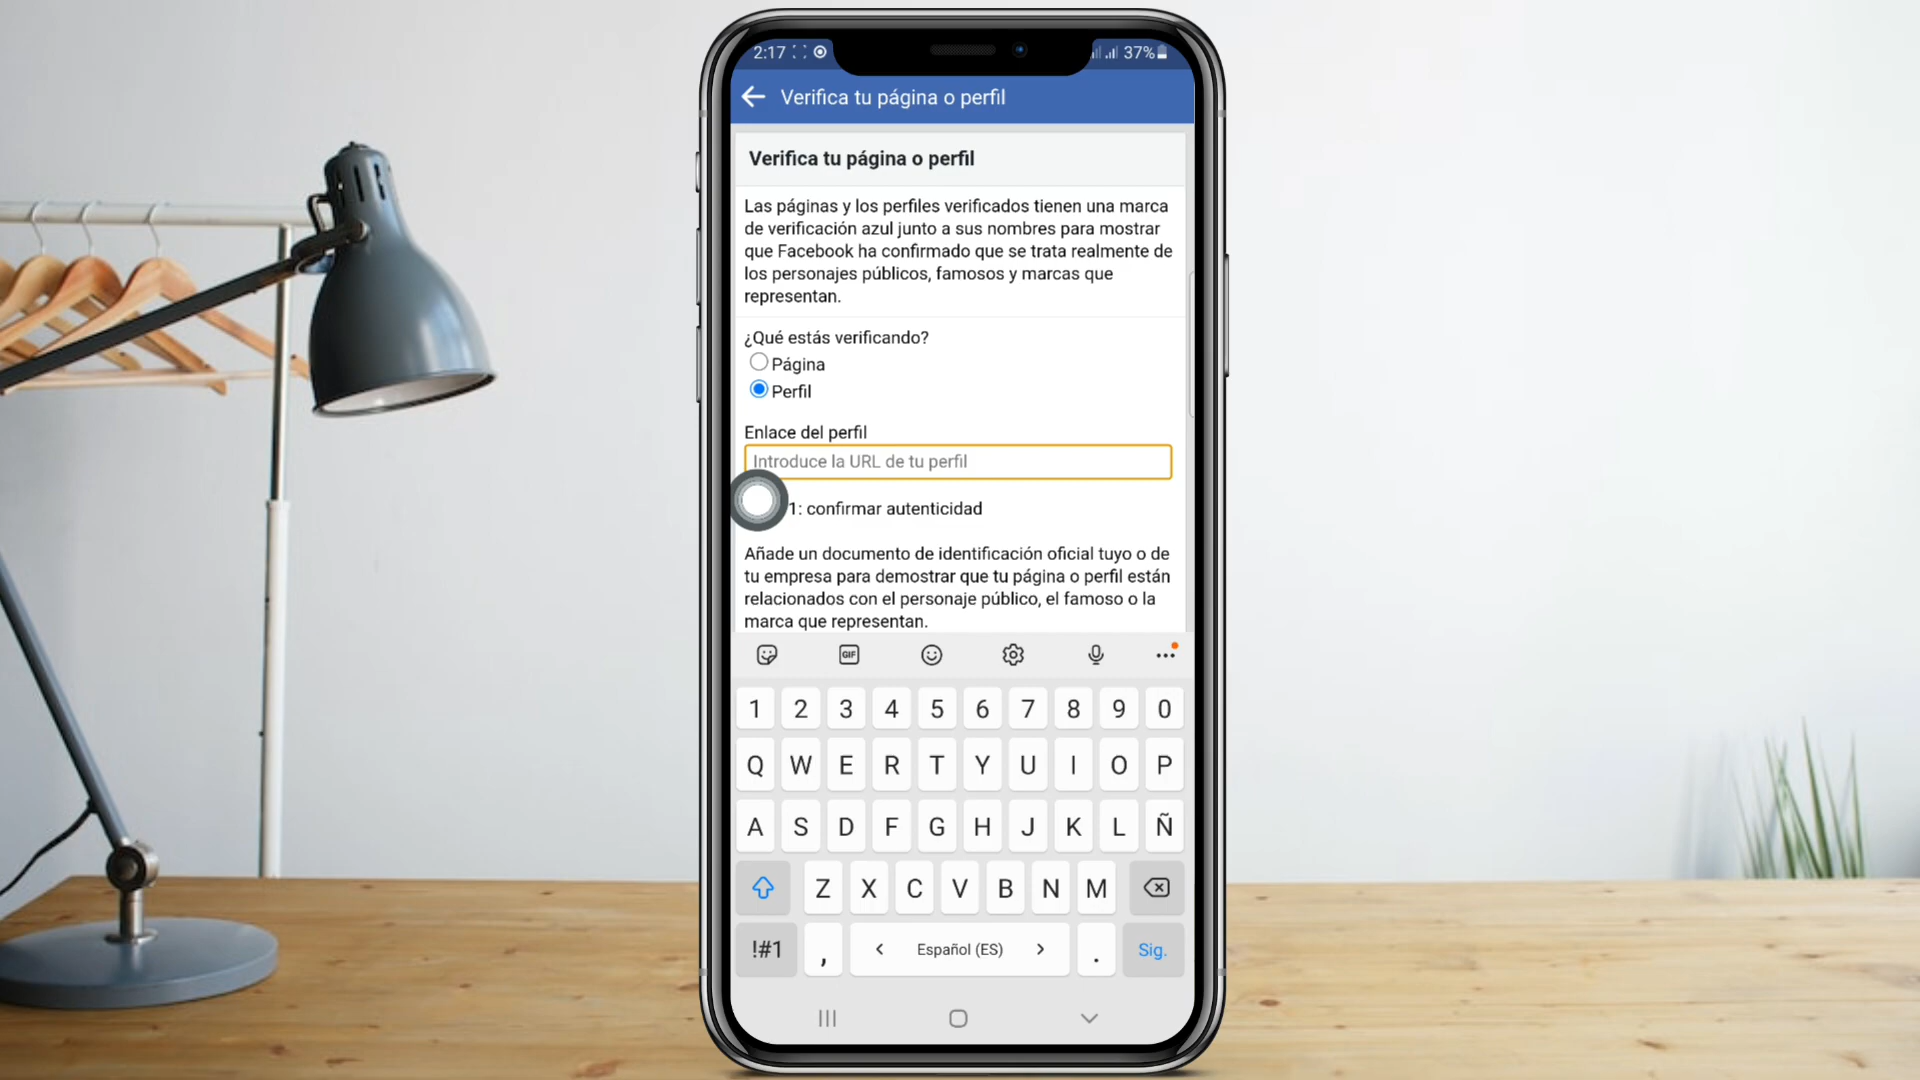 2:17
37%
Verifica tu página o perfil
Verifica tu página o perfil
Las páginas y los perfiles verificados tienen una marca
de verificación azul junto a sus nombres para mostrar
que Facebook ha confirmado que se trata realmente de
los personajes públicos, famosos y marcas que
representan.
¿Qué estás verificando?
Página
Perfil
Enlace del perfil
Introduce la URL de tu perfil
1: confirmar autenticidad
Añade un documento de identificación oficial tuyo o de
tu empresa para demostrar que tu página o perfil están
relacionados con el personaje público, el famoso o la
marca que representan.
GIF
1 2 3 4 5 6 7 8 9 0
Q W E R T Y U I O P
A S D F G H J K L Ñ
Z X C V B N M
!#1 , < Español (ES) > . Sig.